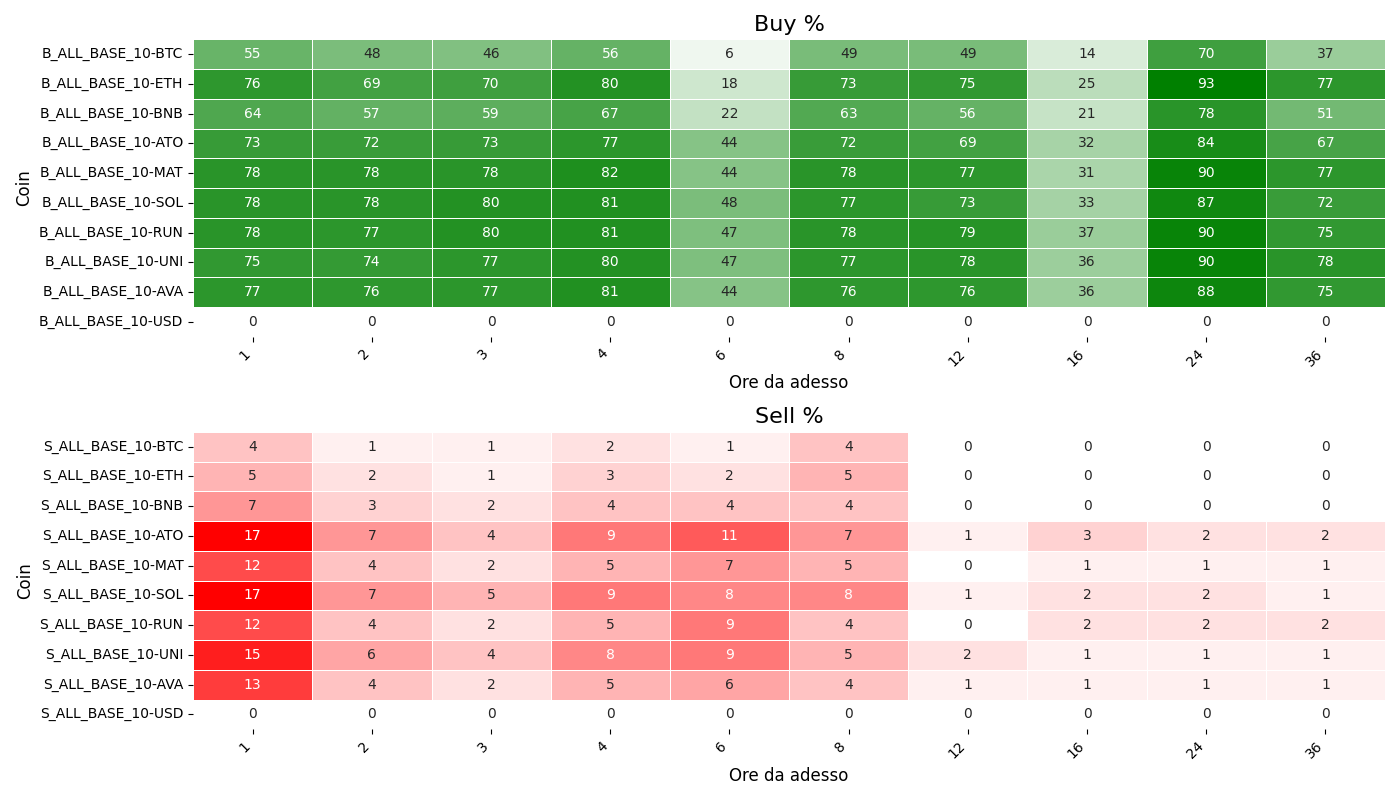 Buy %
Coin
B_ALL_BASE_10-BTC 55 48 46 56 6 49 49 14 70 37
B_ALL_BASE_10-ETH 76 69 70 80 18 73 75 25 93 77
B_ALL_BASE_10-BNB 64 57 59 67 22 63 56 21 78 51
B_ALL_BASE_10-ATO 73 72 73 77 44 72 69 32 84 67
B_ALL_BASE_10-MAT 78 78 78 82 44 78 77 31 90 77
B_ALL_BASE_10-SOL 78 78 80 81 48 77 73 33 87 72
B_ALL_BASE_10-RUN 78 77 80 81 47 78 79 37 90 75
B_ALL_BASE_10-UNI 75 74 77 80 47 77 78 36 90 78
B_ALL_BASE_10-AVA 77 76 77 81 44 76 76 36 88 75
B_ALL_BASE_10-USD 0 0 0 0 0 0 0 0 0 0
1 2 3 4 6 8 12 16 24 36
Ore da adesso
Sell %
Coin
S_ALL_BASE_10-BTC 4 1 1 2 1 4 0 0 0 0
S_ALL_BASE_10-ETH 5 2 1 3 2 5 0 0 0 0
S_ALL_BASE_10-BNB 7 3 2 4 4 4 0 0 0 0
S_ALL_BASE_10-ATO 17 7 4 9 11 7 1 3 2 2
S_ALL_BASE_10-MAT 12 4 2 5 7 5 0 1 1 1
S_ALL_BASE_10-SOL 17 7 5 9 8 8 1 2 2 1
S_ALL_BASE_10-RUN 12 4 2 5 9 4 0 2 2 2
S_ALL_BASE_10-UNI 15 6 4 8 9 5 2 1 1 1
S_ALL_BASE_10-AVA 13 4 2 5 6 4 1 1 1 1
S_ALL_BASE_10-USD 0 0 0 0 0 0 0 0 0 0
1 2 3 4 6 8 12 16 24 36
Ore da adesso